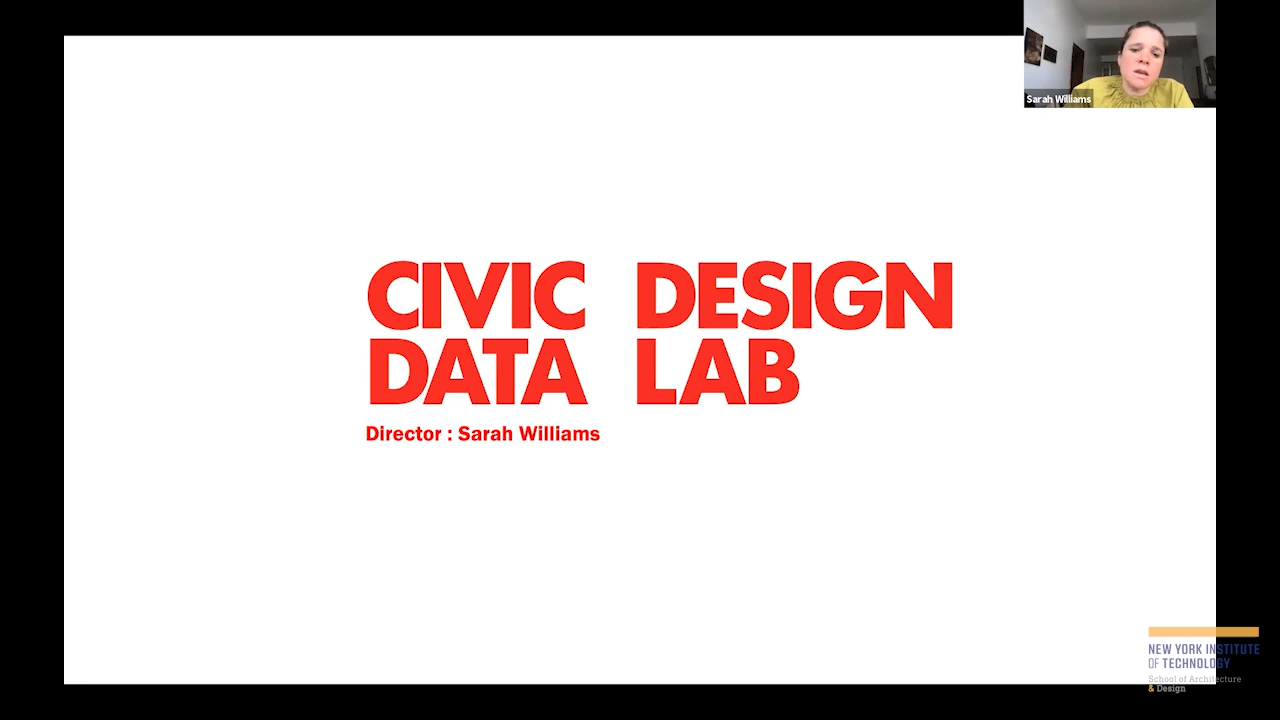 Sarah Williams
CIVIC DESIGN
DATA LAB
Director : Sarah Williams
NEW YORK INSTITUTE
OF TECHNOLOGY
School of Architecture
& Design